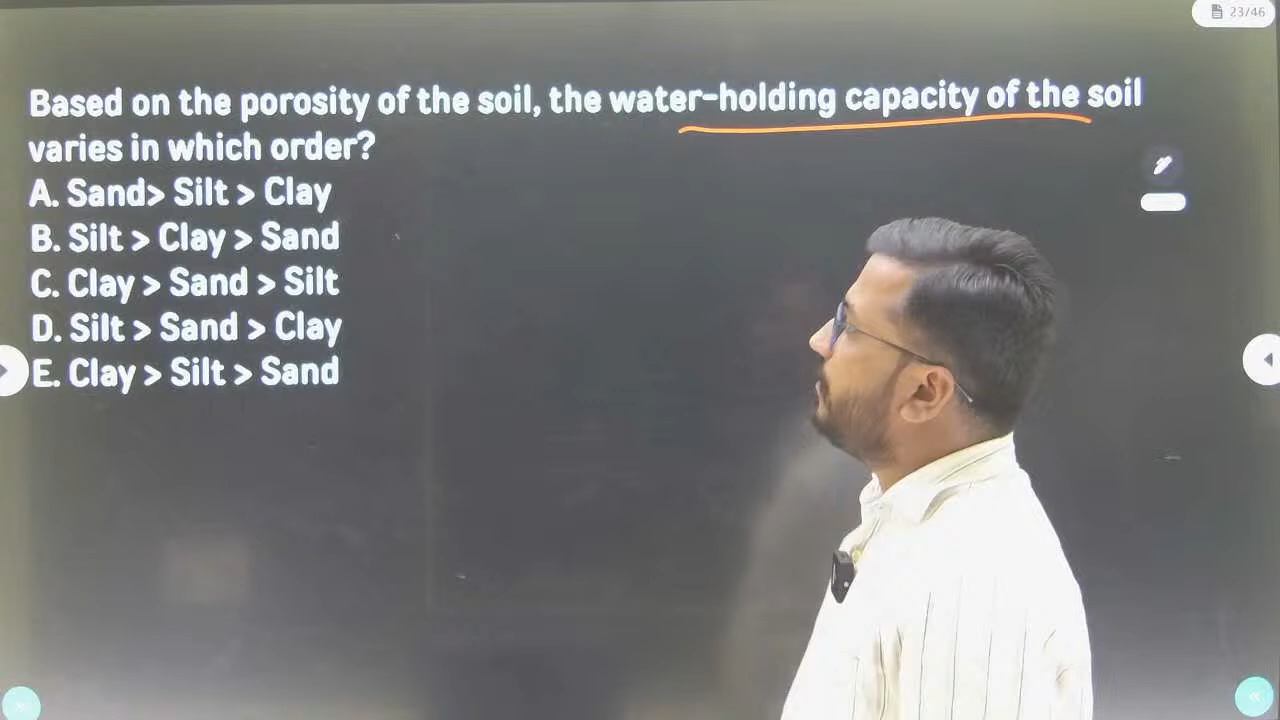 23/46
Based on the porosity of the soil, the water-holding capacity of the soil
varies in which order?
A. Sand> Silt > Clay
B. Silt > Clay > Sand
C. Clay > Sand > Silt
D. Silt > Sand > Clay
E. Clay > Silt > Sand